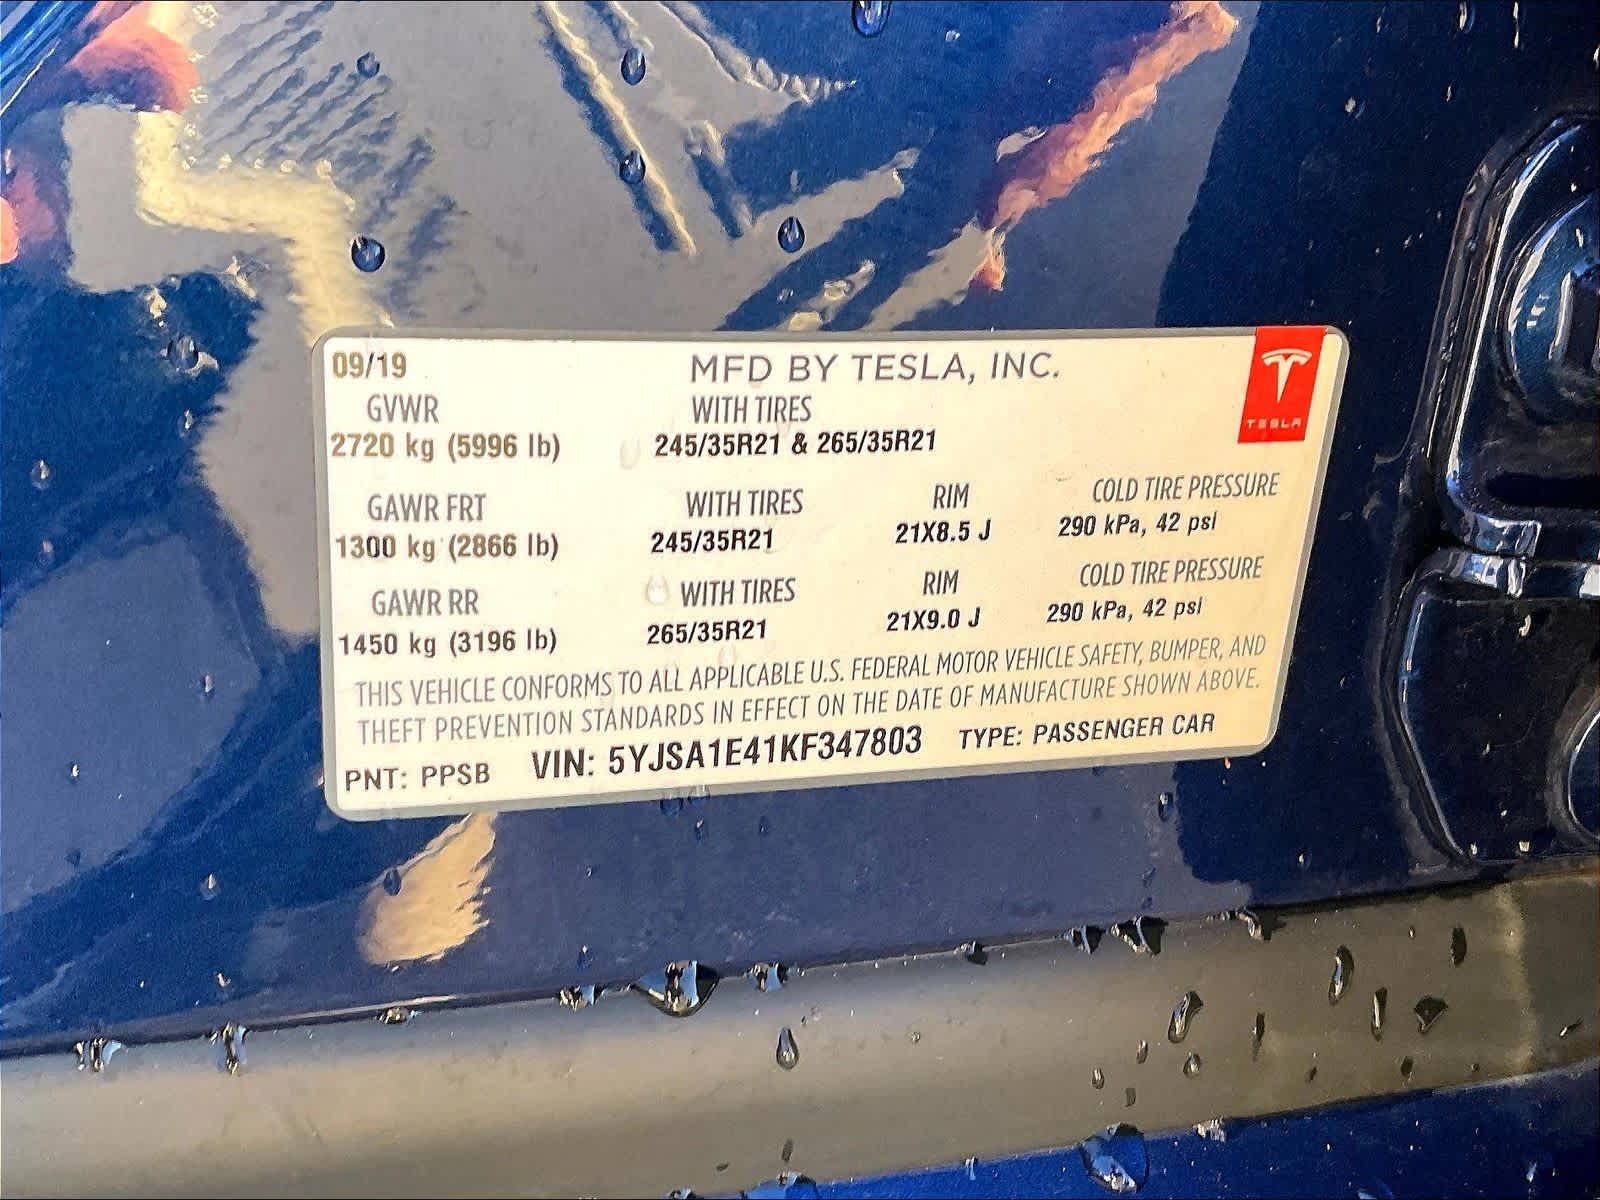 09/19 MFD BY TESLA, INC.
TESLA
GVWR WITH TIRES
2720 kg (5996 lb) 245/35R21 & 265/35R21
GAWR FRT WITH TIRES RIM COLD TIRE PRESSURE
1300 kg (2866 lb) 245/35R21 21X8.5 J 290 kPa, 42 psi
GAWR RR WITH TIRES RIM COLD TIRE PRESSURE
1450 kg (3196 lb) 265/35R21 21X9.0 J 290 kPa, 42 psi
THIS VEHICLE CONFORMS TO ALL APPLICABLE U.S. FEDERAL MOTOR VEHICLE SAFETY, BUMPER, AND
THEFT PREVENTION STANDARDS IN EFFECT ON THE DATE OF MANUFACTURE SHOWN ABOVE.
PNT: PPSB VIN: 5YJSA1E41KF347803 TYPE: PASSENGER CAR